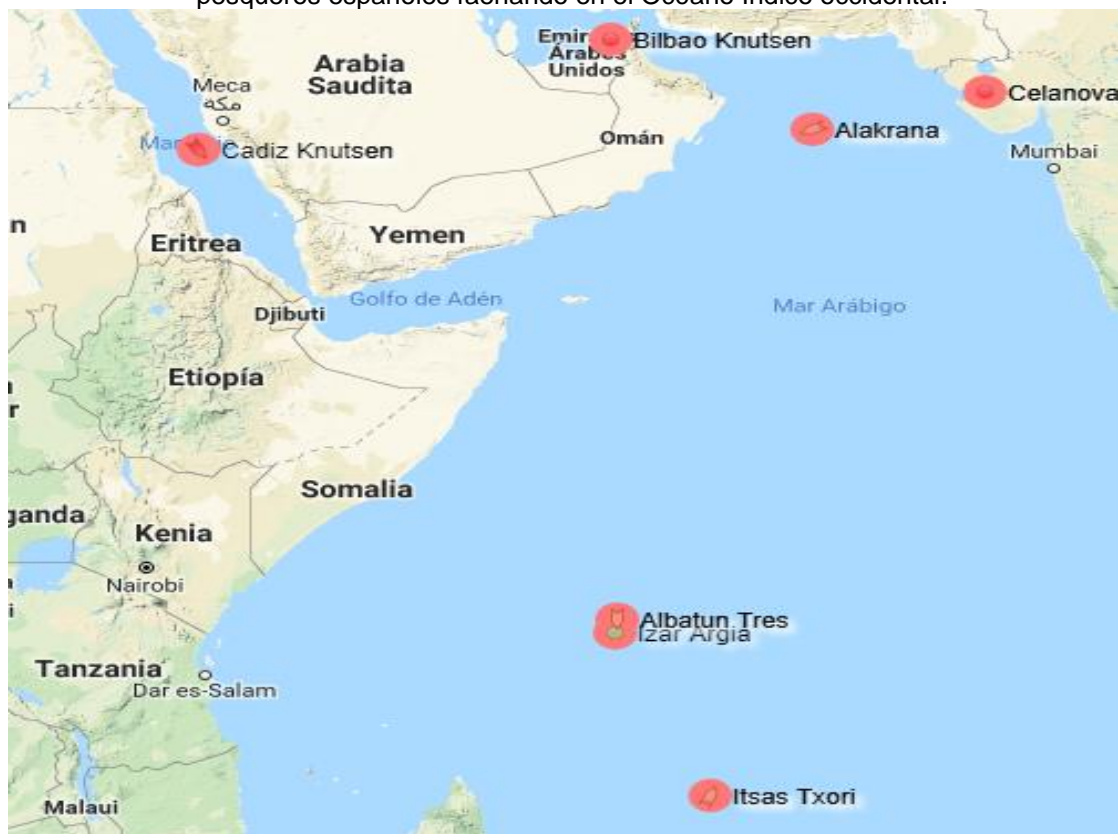 pesqueros españoles faenando en el Océano Índico occidental.
Bilbao Knutsen
Árabes
Unidos
Arabia
Saudita
Meca
مكة
Celanova
Alakrana
Omán
Mumbai
Cadiz Knutsen
n
Yemen
Eritrea
Golfo de Adén
Mar Arábigo
Djibuti
Etiopía
r
Somalia
ganda
Kenia
Nairobi
i
Albatun Tres
Izar Argia
Tanzania
Dar es-Salam
Itsas Txori
Malaui